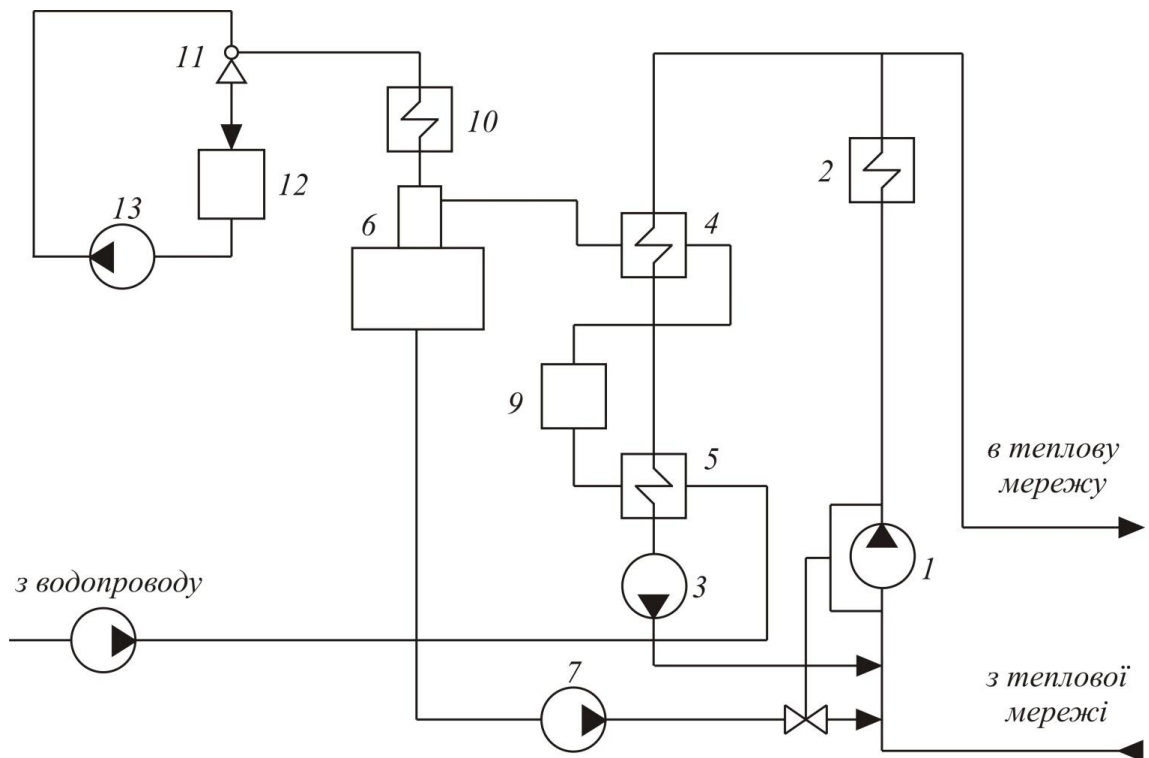 11
10
12
2
13
6
4
9
5
в теплову
мережу
1
з водопроводу
3
7
з теплової
мережі